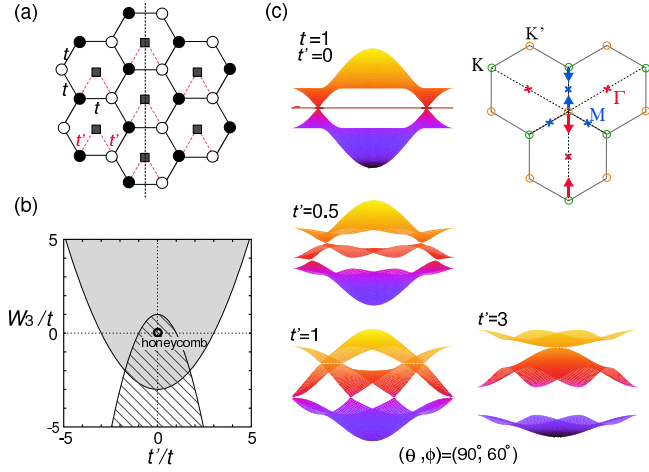 (a)
t
t
t
t' t'
(b)
5
W3/t
0
honeycomb
-5
-5 0 5
t'/t
(c)
t=1
t'=0
K'
K
Γ
M
t'=0.5
t'=1
t'=3
(θ ,ϕ)=(90°, 60°)